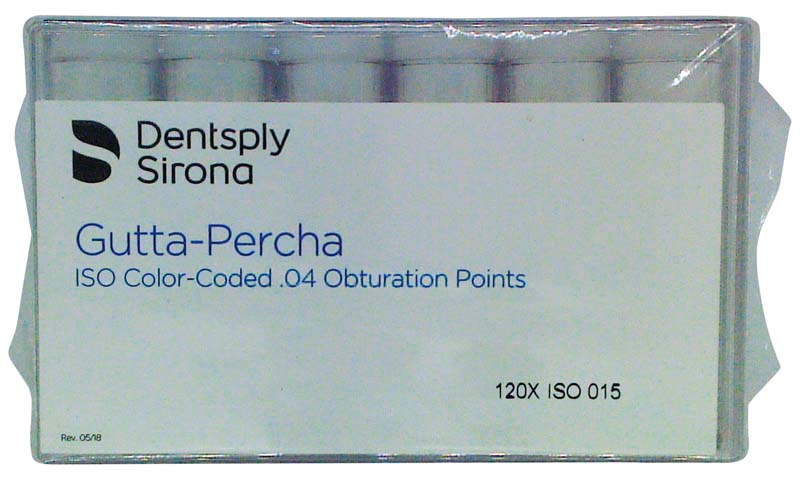 Dentsply
Sirona
Gutta-Percha
ISO Color-Coded .04 Obturation Points
120X ISO 015
Rev. 05/18